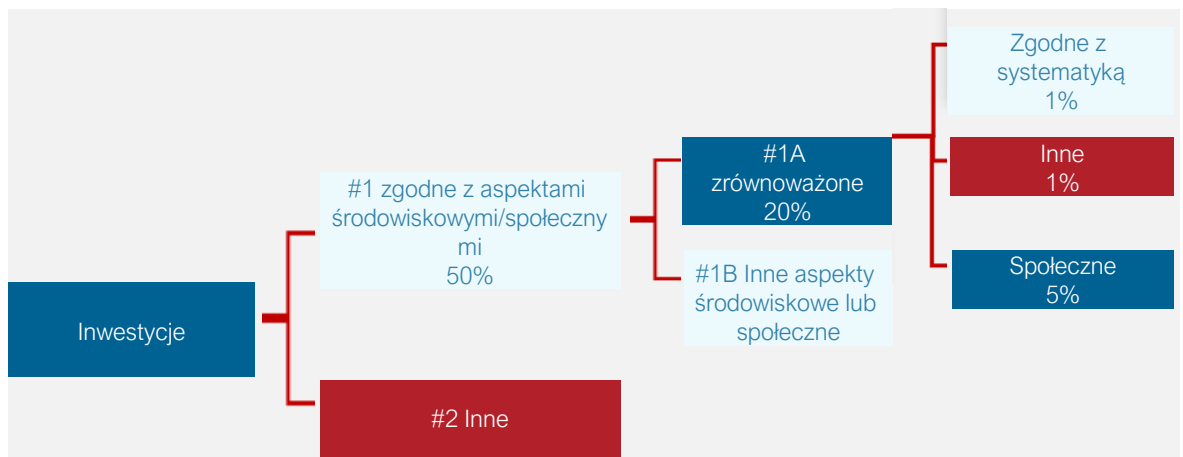 Inwestycje
#1 zgodne z aspektami
środowiskowymi/społeczny
mi
50%
#2 Inne
#1A
zrównoważone
20%
#1B Inne aspekty
środowiskowe lub
społeczne
Zgodne z
systematyką
1%
Inne
1%
Społeczne
5%